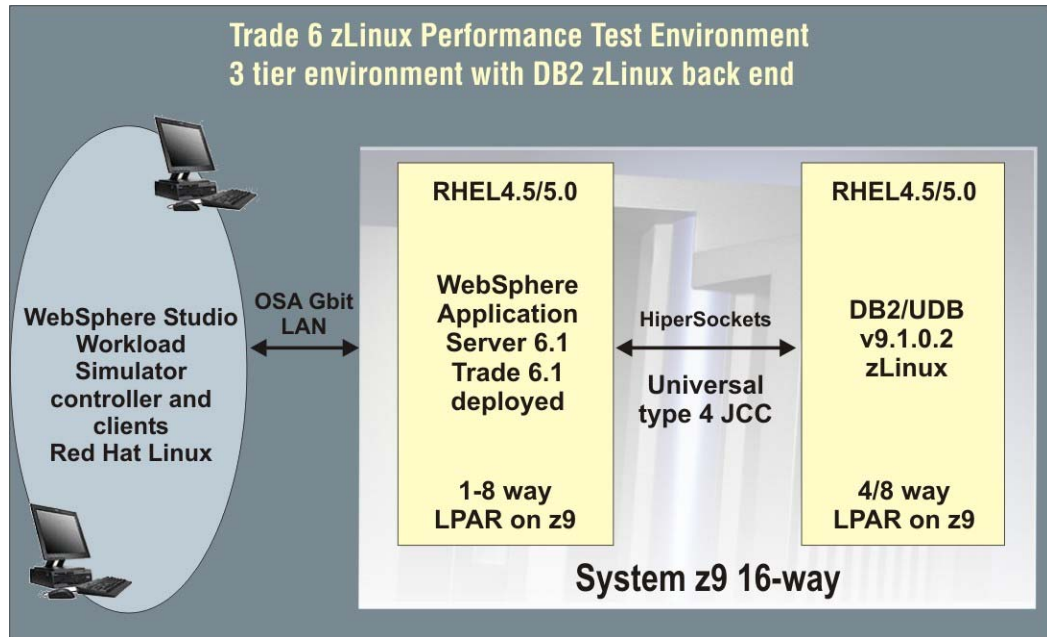 Trade 6 zLinux Performance Test Environment
3 tier environment with DB2 zLinux back end
WebSphere Studio
Workload
Simulator
controller and
clients
Red Hat Linux
OSA Gbit
LAN
RHEL4.5/5.0
WebSphere
Application
Server 6.1
Trade 6.1
deployed
1-8 way
LPAR on z9
HiperSockets
Universal
type 4 JCC
RHEL4.5/5.0
DB2/UDB
v9.1.0.2
zLinux
4/8 way
LPAR on z9
System z9 16-way